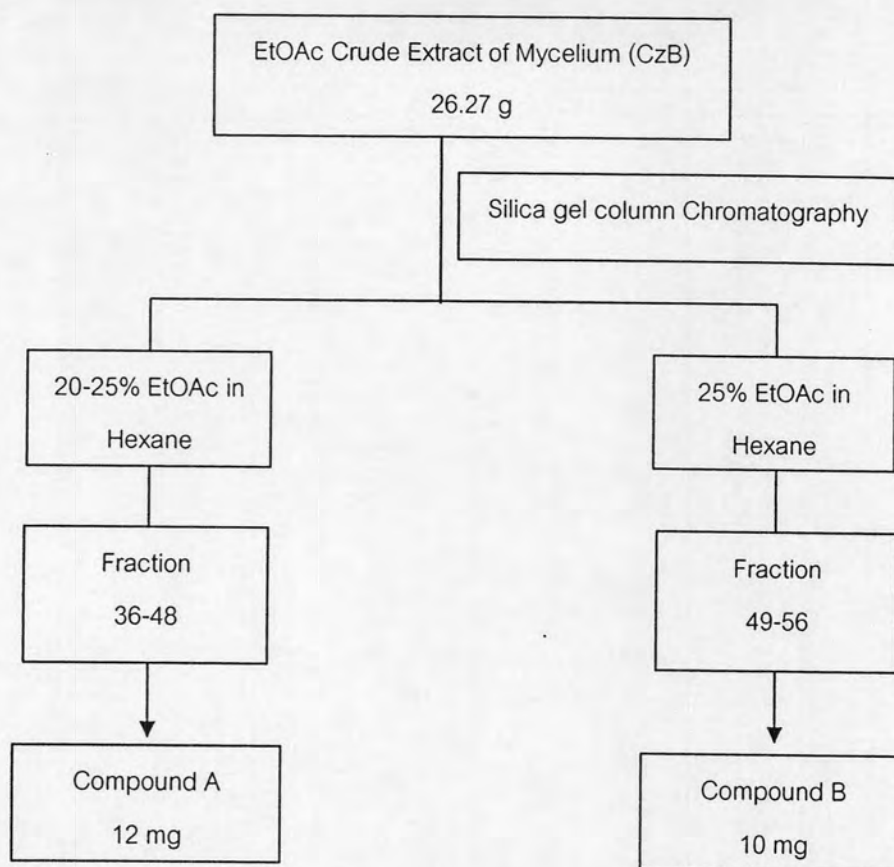 EtOAc Crude Extract of Mycelium (CzB)
26.27 g
Silica gel column Chromatography
20-25% EtOAc in
Hexane
Fraction
36-48
Compound A
12 mg
25% EtOAc in
Hexane
Fraction
49-56
Compound B
10 mg